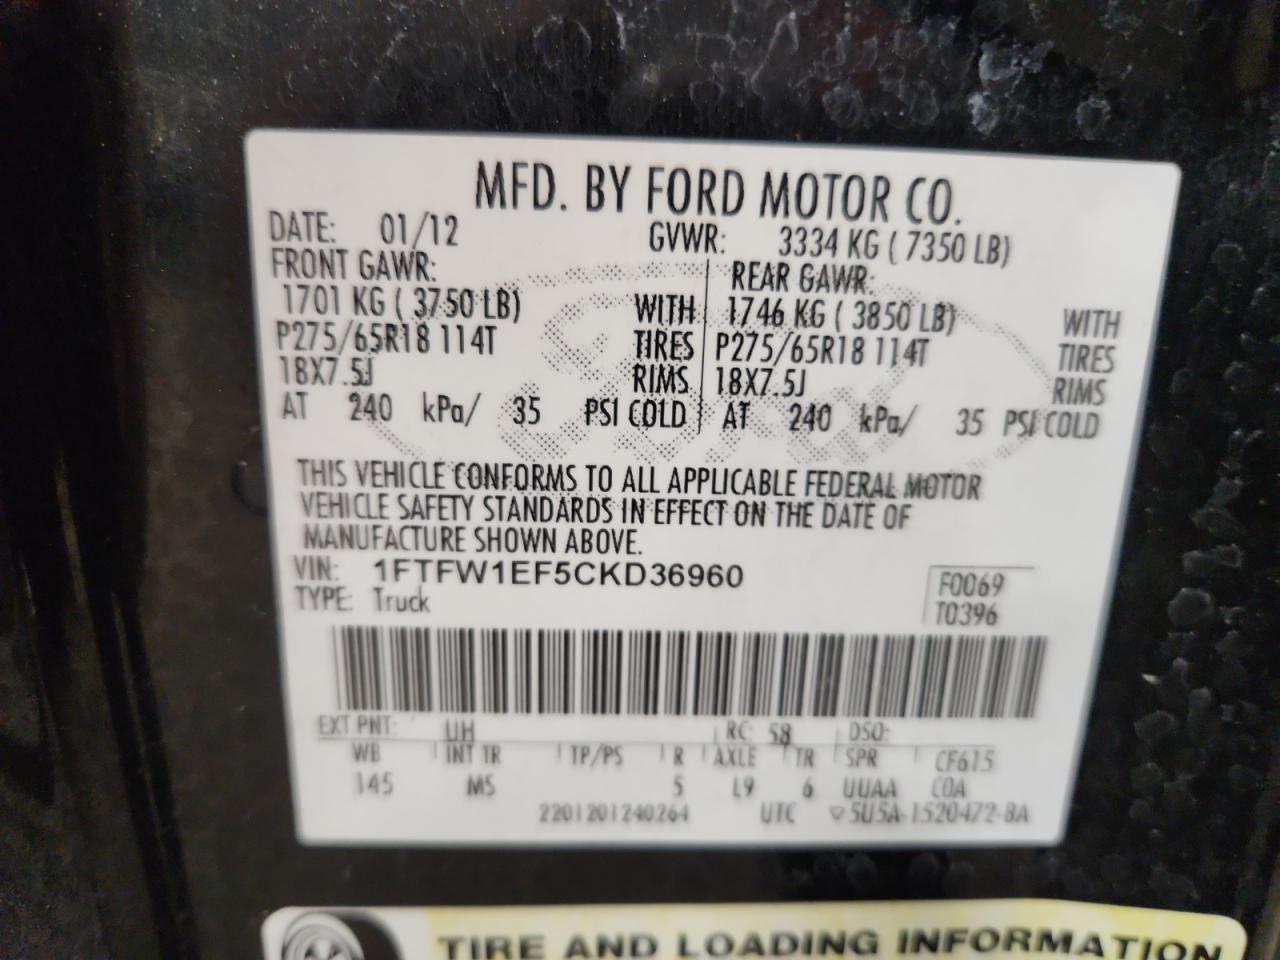 MFD. BY FORD MOTOR CO.
DATE: 01/12 GVWR: 3334 KG ( 7350 LB)
FRONT GAWR: REAR GAWR:
1701 KG ( 3750 LB) WITH 1746 KG ( 3850 LB) WITH
P275/65R18 114T TIRES P275/65R18 114T TIRES
18X7.5J RIMS 18X7.5J RIMS
AT 240 kPa/ 35 PSI COLD AT 240 kPa/ 35 PSI COLD
THIS VEHICLE CONFORMS TO ALL APPLICABLE FEDERAL MOTOR
VEHICLE SAFETY STANDARDS IN EFFECT ON THE DATE OF
MANUFACTURE SHOWN ABOVE.
VIN: 1FTFW1EF5CKD36960
TYPE: Truck
F0069
T0396
EXT PNT: UH RC: 58 DSO:
WB INT TR TP/PS R AXLE TR SPR CF615
145 MS 5 L9 6 UUAA COA
2201201240264 UTC ▽5U5A-1520472-BA
TIRE AND LOADING INFORMATION